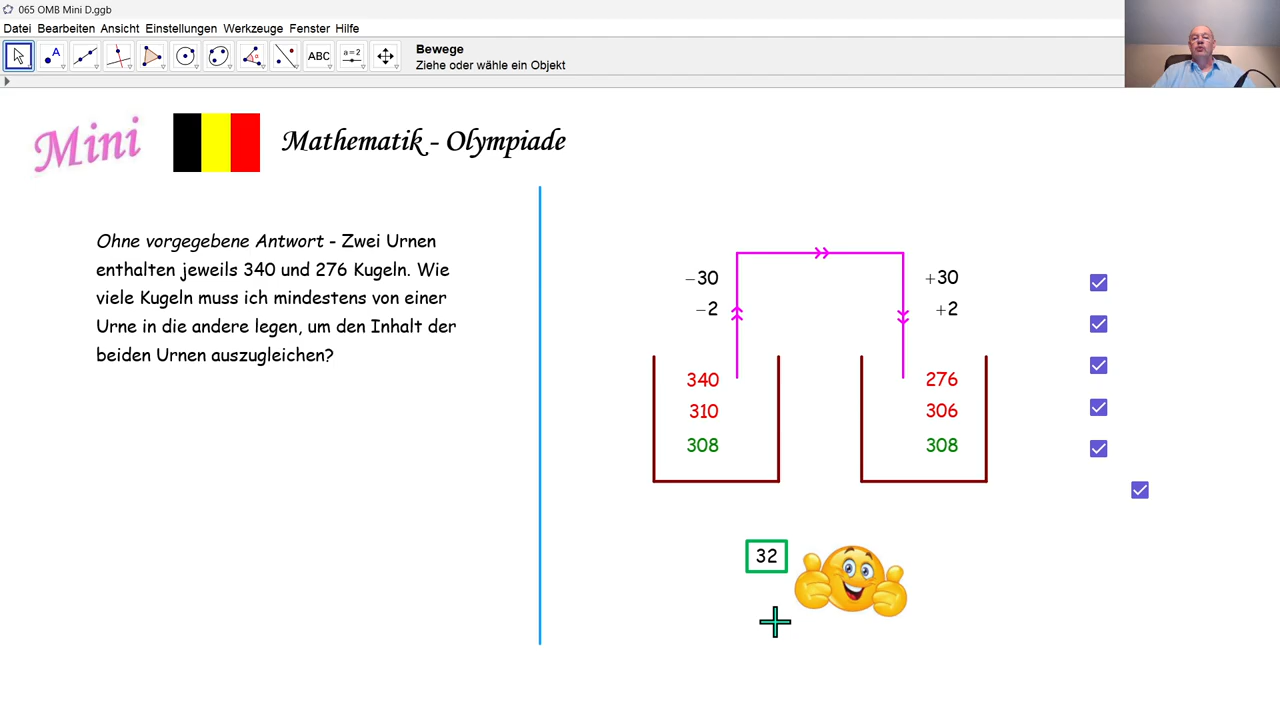 065 OMB Mini D.ggb
Datei Bearbeiten Ansicht Einstellungen Werkzeuge Fenster Hilfe
A
ABC
a=2
Bewege
Ziehe oder wähle ein Objekt
Mini
Mathematik - Olympiade
Ohne vorgegebene Antwort - Zwei Urnen
enthalten jeweils 340 und 276 Kugeln. Wie
viele Kugeln muss ich mindestens von einer
Urne in die andere legen, um den Inhalt der
beiden Urnen auszugleichen?
−30 +30
−2 +2
340 276
310 306
308 308
32